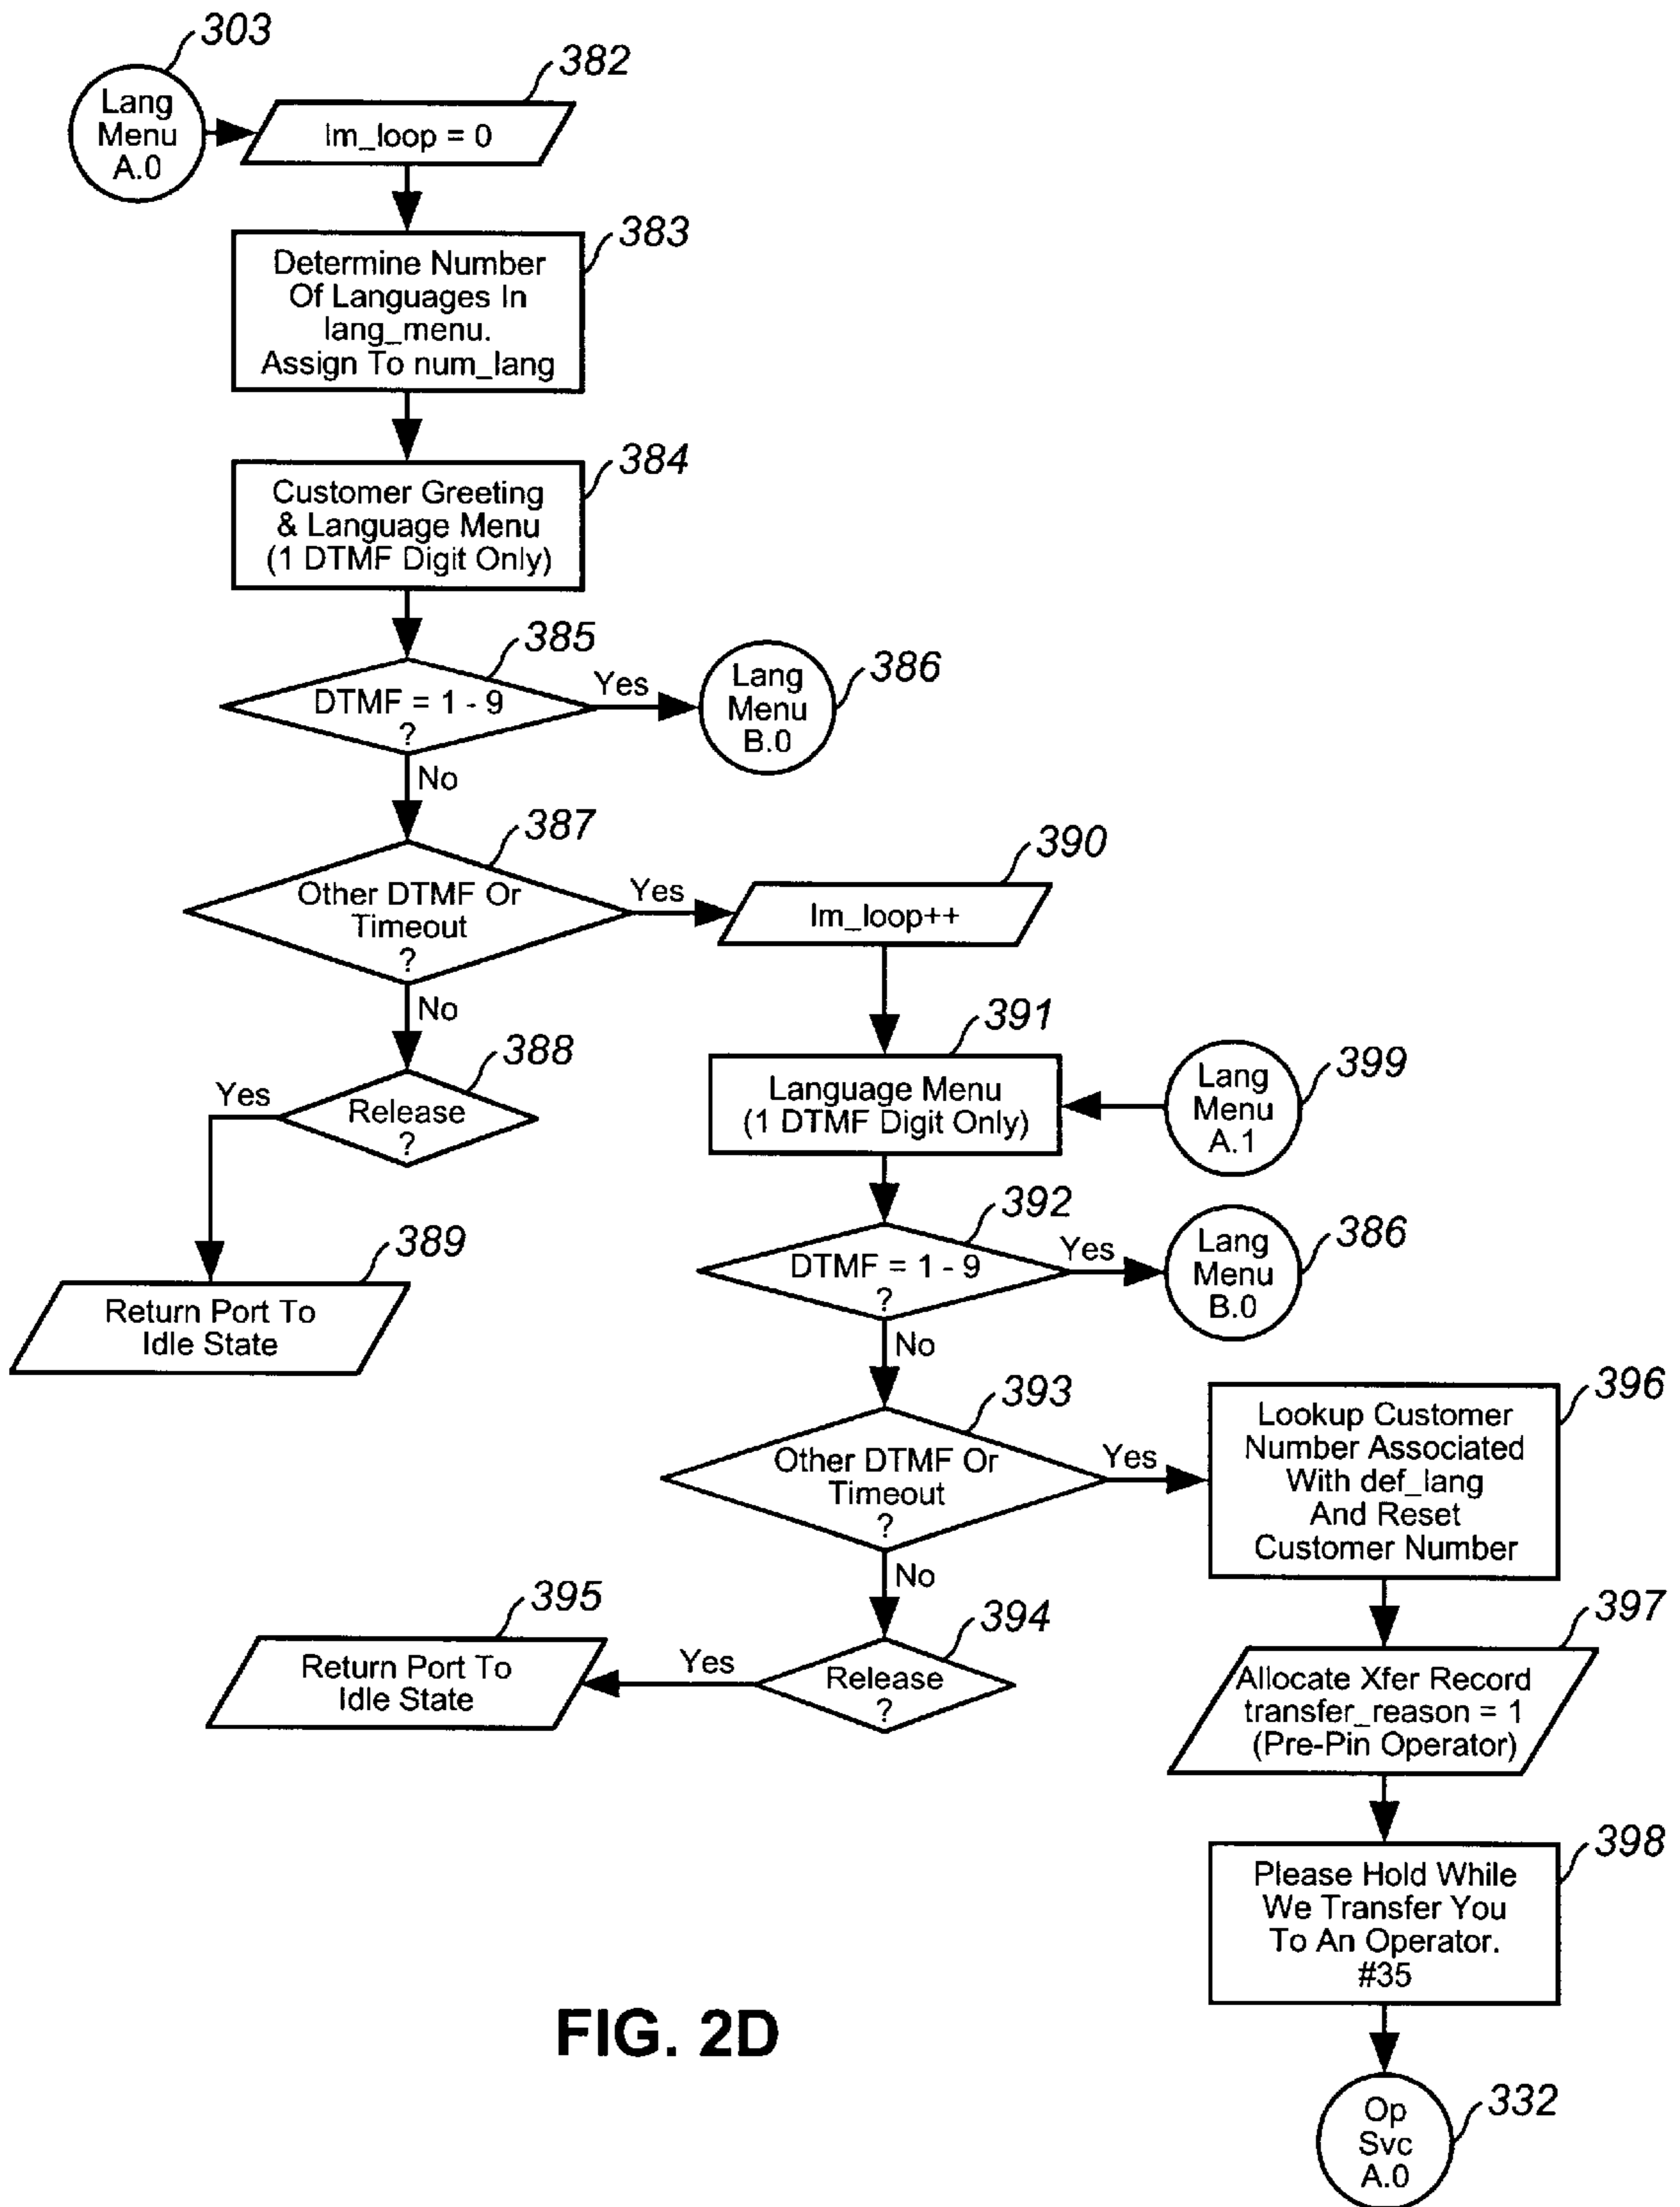 303
Lang
Menu
A.0
382
lm_loop = 0
383
Determine Number
Of Languages In
lang_menu.
Assign To num_lang
384
Customer Greeting
& Language Menu
(1 DTMF Digit Only)
385
DTMF = 1 - 9
?
Yes
Lang
Menu
B.0
386
No
387
Other DTMF Or
Timeout
?
Yes
390
lm_loop++
No
388
Release
?
Yes
389
Return Port To
Idle State
391
Language Menu
(1 DTMF Digit Only)
Lang
Menu
A.1
399
392
DTMF = 1 - 9
?
Yes
Lang
Menu
B.0
386
No
393
Other DTMF Or
Timeout
?
Yes
396
Lookup Customer
Number Associated
With def_lang
And Reset
Customer Number
No
394
Release
?
Yes
395
Return Port To
Idle State
397
Allocate Xfer Record
transfer_reason = 1
(Pre-Pin Operator)
398
Please Hold While
We Transfer You
To An Operator.
#35
Op
Svc
A.0
332
FIG. 2D